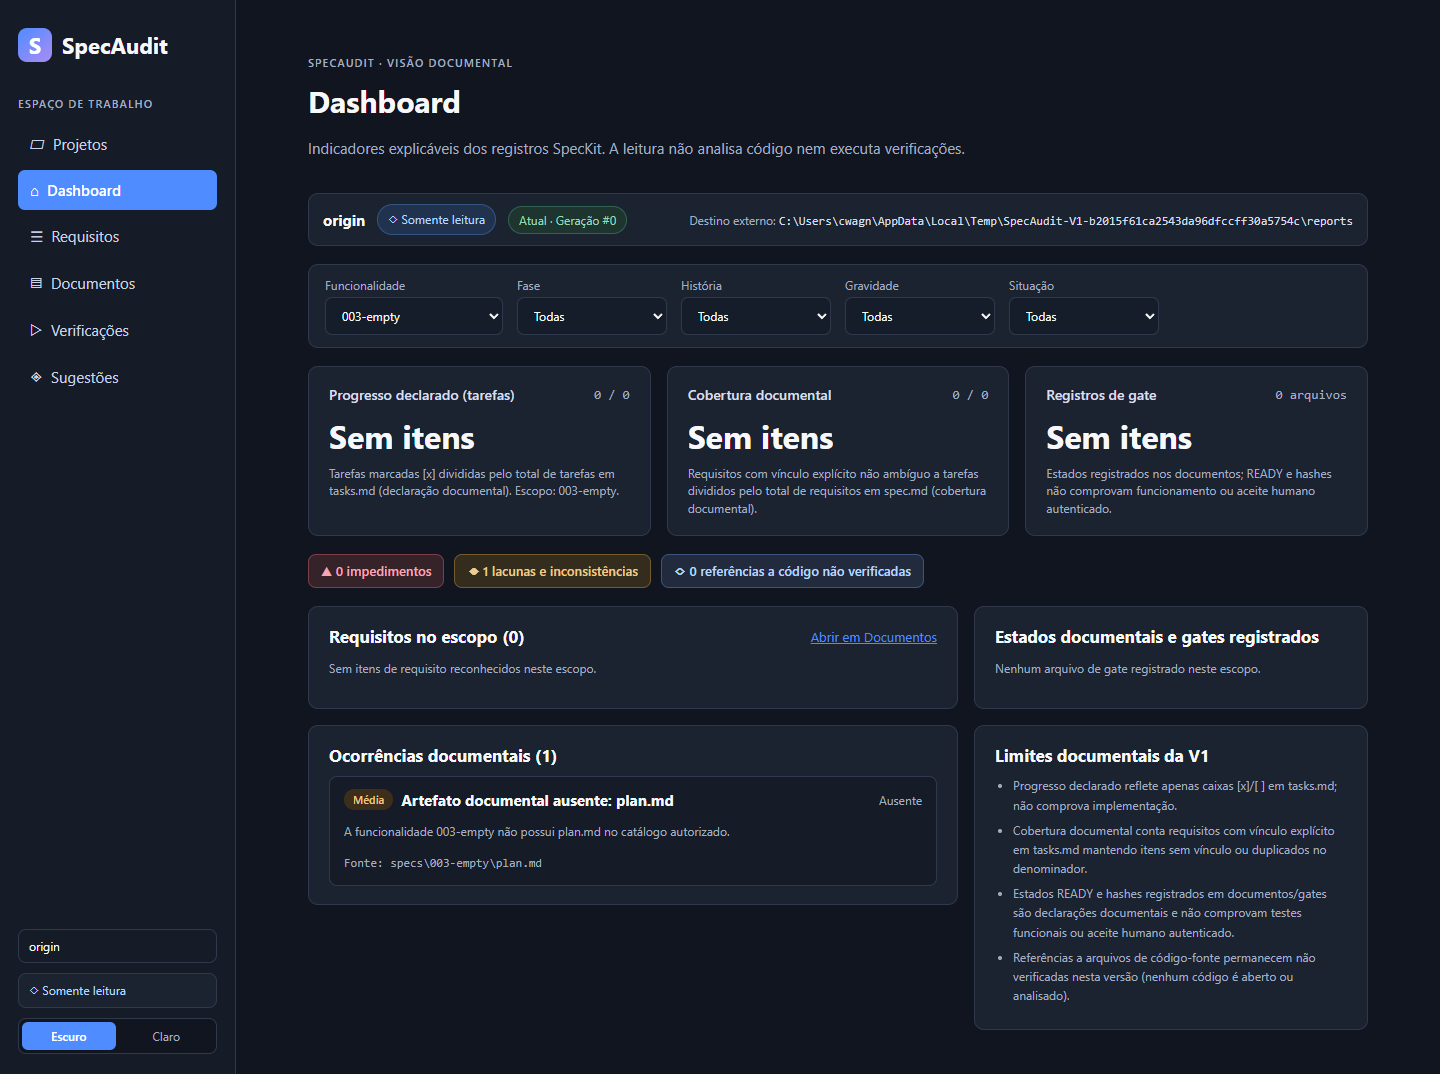 S SpecAudit
ESPAÇO DE TRABALHO
Projetos
Dashboard
Requisitos
Documentos
Verificações
Sugestões
origin
Somente leitura
Escuro Claro
SPECAUDIT · VISÃO DOCUMENTAL
Dashboard
Indicadores explicáveis dos registros SpecKit. A leitura não analisa código nem executa verificações.
origin Somente leitura Atual · Geração #0 Destino externo: C:\Users\cwagn\AppData\Local\Temp\SpecAudit-V1-b2015f61ca2543da96dfccff30a5754c\reports
Funcionalidade Fase História Gravidade Situação
003-empty Todas Todas Todas Todas
Progresso declarado (tarefas) 0 / 0
Sem itens
Tarefas marcadas [x] divididas pelo total de tarefas em
tasks.md (declaração documental). Escopo: 003-empty.
Cobertura documental 0 / 0
Sem itens
Requisitos com vínculo explícito não ambíguo a tarefas
divididos pelo total de requisitos em spec.md (cobertura
documental).
Registros de gate 0 arquivos
Sem itens
Estados registrados nos documentos; READY e hashes
não comprovam funcionamento ou aceite humano
autenticado.
0 impedimentos
1 lacunas e inconsistências
0 referências a código não verificadas
Requisitos no escopo (0) Abrir em Documentos
Sem itens de requisito reconhecidos neste escopo.
Estados documentais e gates registrados
Nenhum arquivo de gate registrado neste escopo.
Ocorrências documentais (1)
Média Artefato documental ausente: plan.md Ausente
A funcionalidade 003-empty não possui plan.md no catálogo autorizado.
Fonte: specs\003-empty\plan.md
Limites documentais da V1
• Progresso declarado reflete apenas caixas [x]/[ ] em tasks.md;
não comprova implementação.
• Cobertura documental conta requisitos com vínculo explícito
em tasks.md mantendo itens sem vínculo ou duplicados no
denominador.
• Estados READY e hashes registrados em documentos/gates
são declarações documentais e não comprovam testes
funcionais ou aceite humano autenticado.
• Referências a arquivos de código-fonte permanecem não
verificadas nesta versão (nenhum código é aberto ou
analisado).